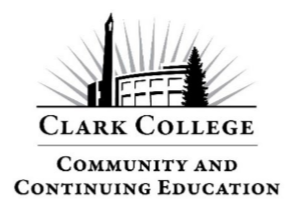 CLARK COLLEGE
COMMUNITY AND
CONTINUING EDUCATION